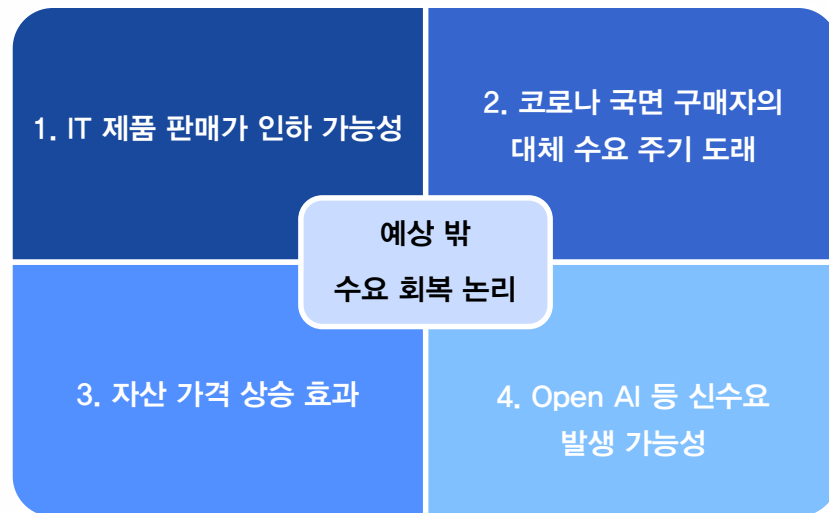 1. IT 제품 판매가 인하 가능성
2. 코로나 국면 구매자의
대체 수요 주기 도래
예상 밖
수요 회복 논리
3. 자산 가격 상승 효과
4. Open AI 등 신수요
발생 가능성